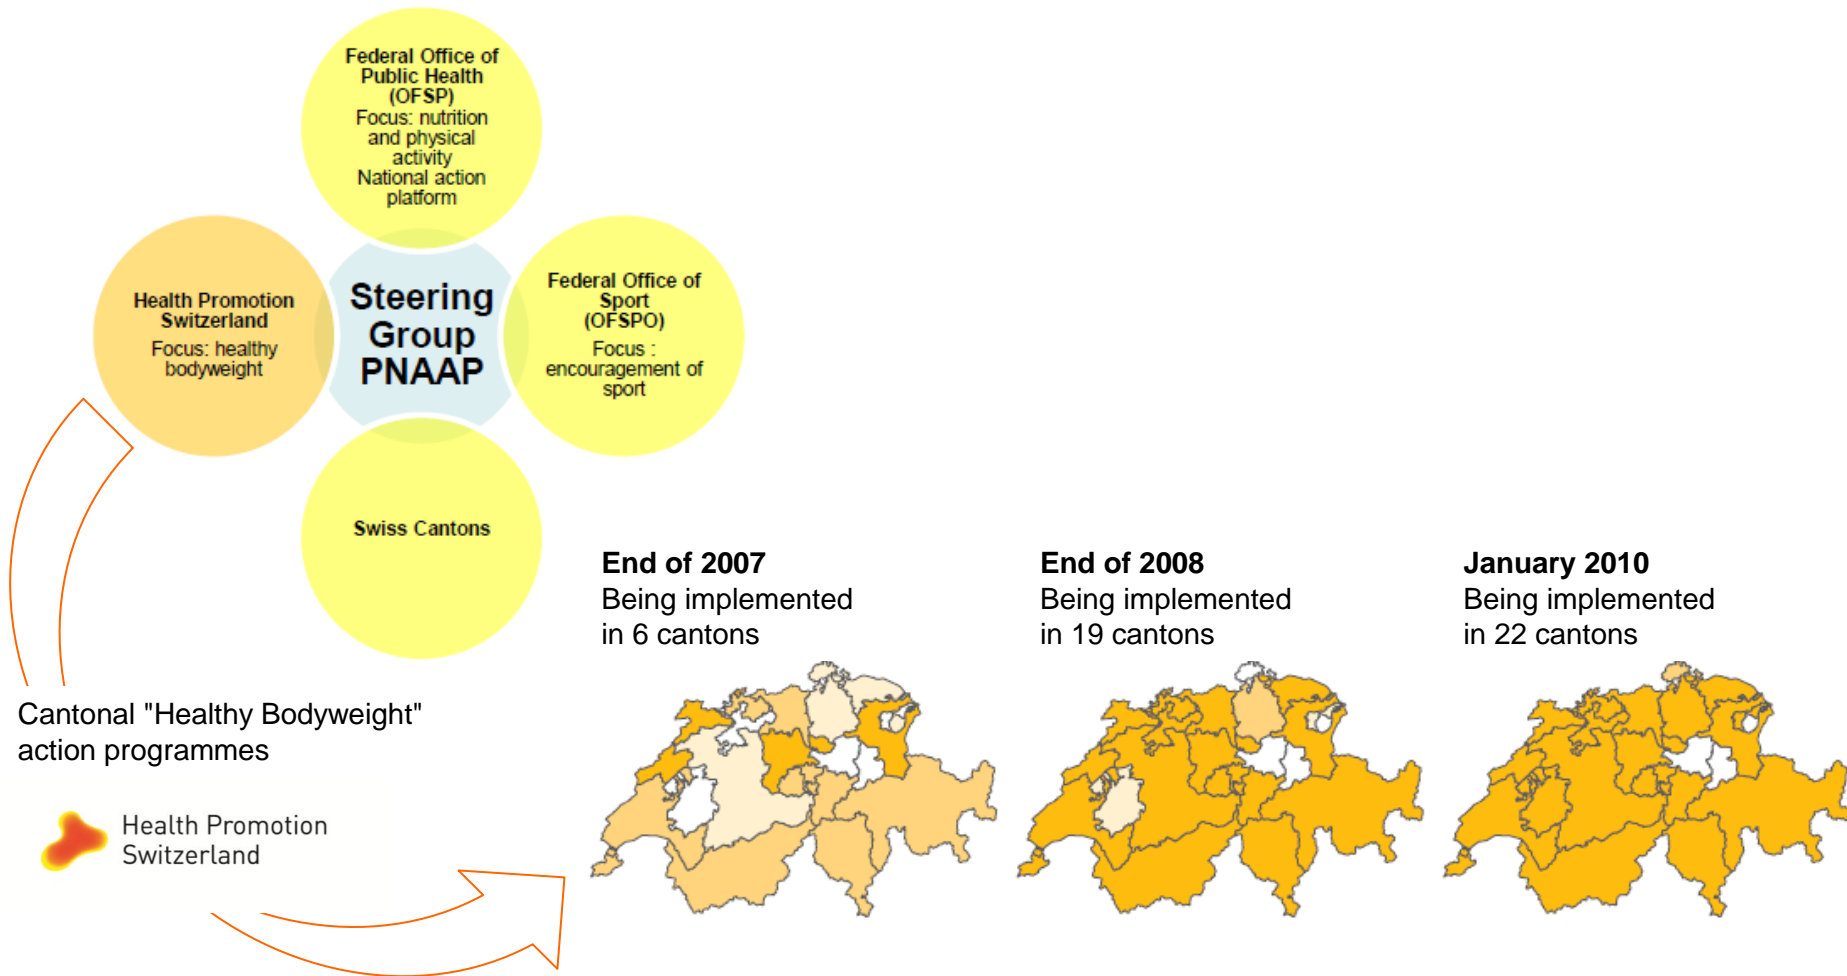 Federal Office of
Public Health
(OFSP)
Focus: nutrition
and physical
activity
National action
platform
Health Promotion
Switzerland
Focus: healthy
bodyweight
Steering
Group
PNAAP
Federal Office of
Sport
(OFSPO)
Focus :
encouragement of
sport
Swiss Cantons
End of 2007
Being implemented
in 6 cantons
End of 2008
Being implemented
in 19 cantons
January 2010
Being implemented
in 22 cantons
Cantonal "Healthy Bodyweight"
action programmes
Health Promotion
Switzerland